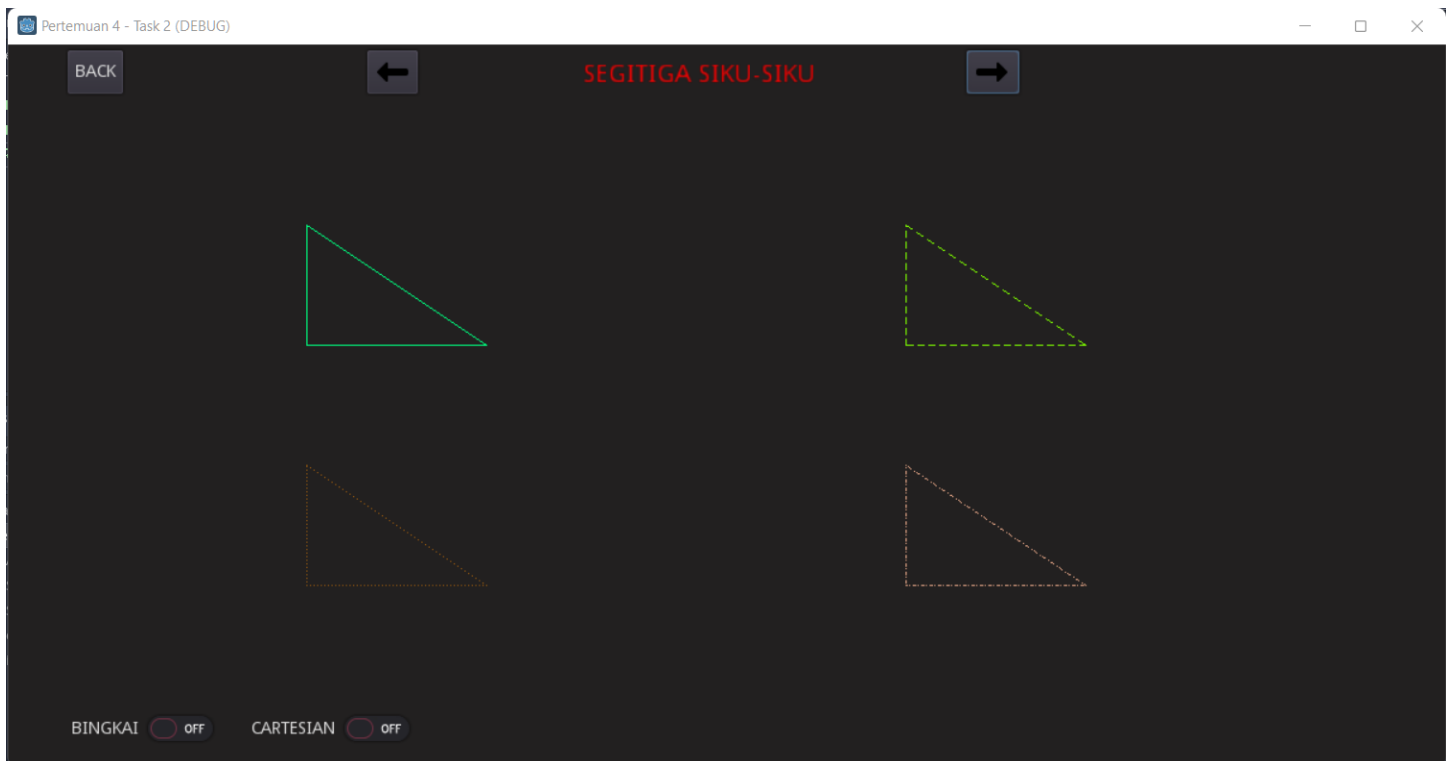 Pertemuan 4 - Task 2 (DEBUG)
BACK
SEGITIGA SIKU-SIKU
BINGKAI OFF CARTESIAN OFF